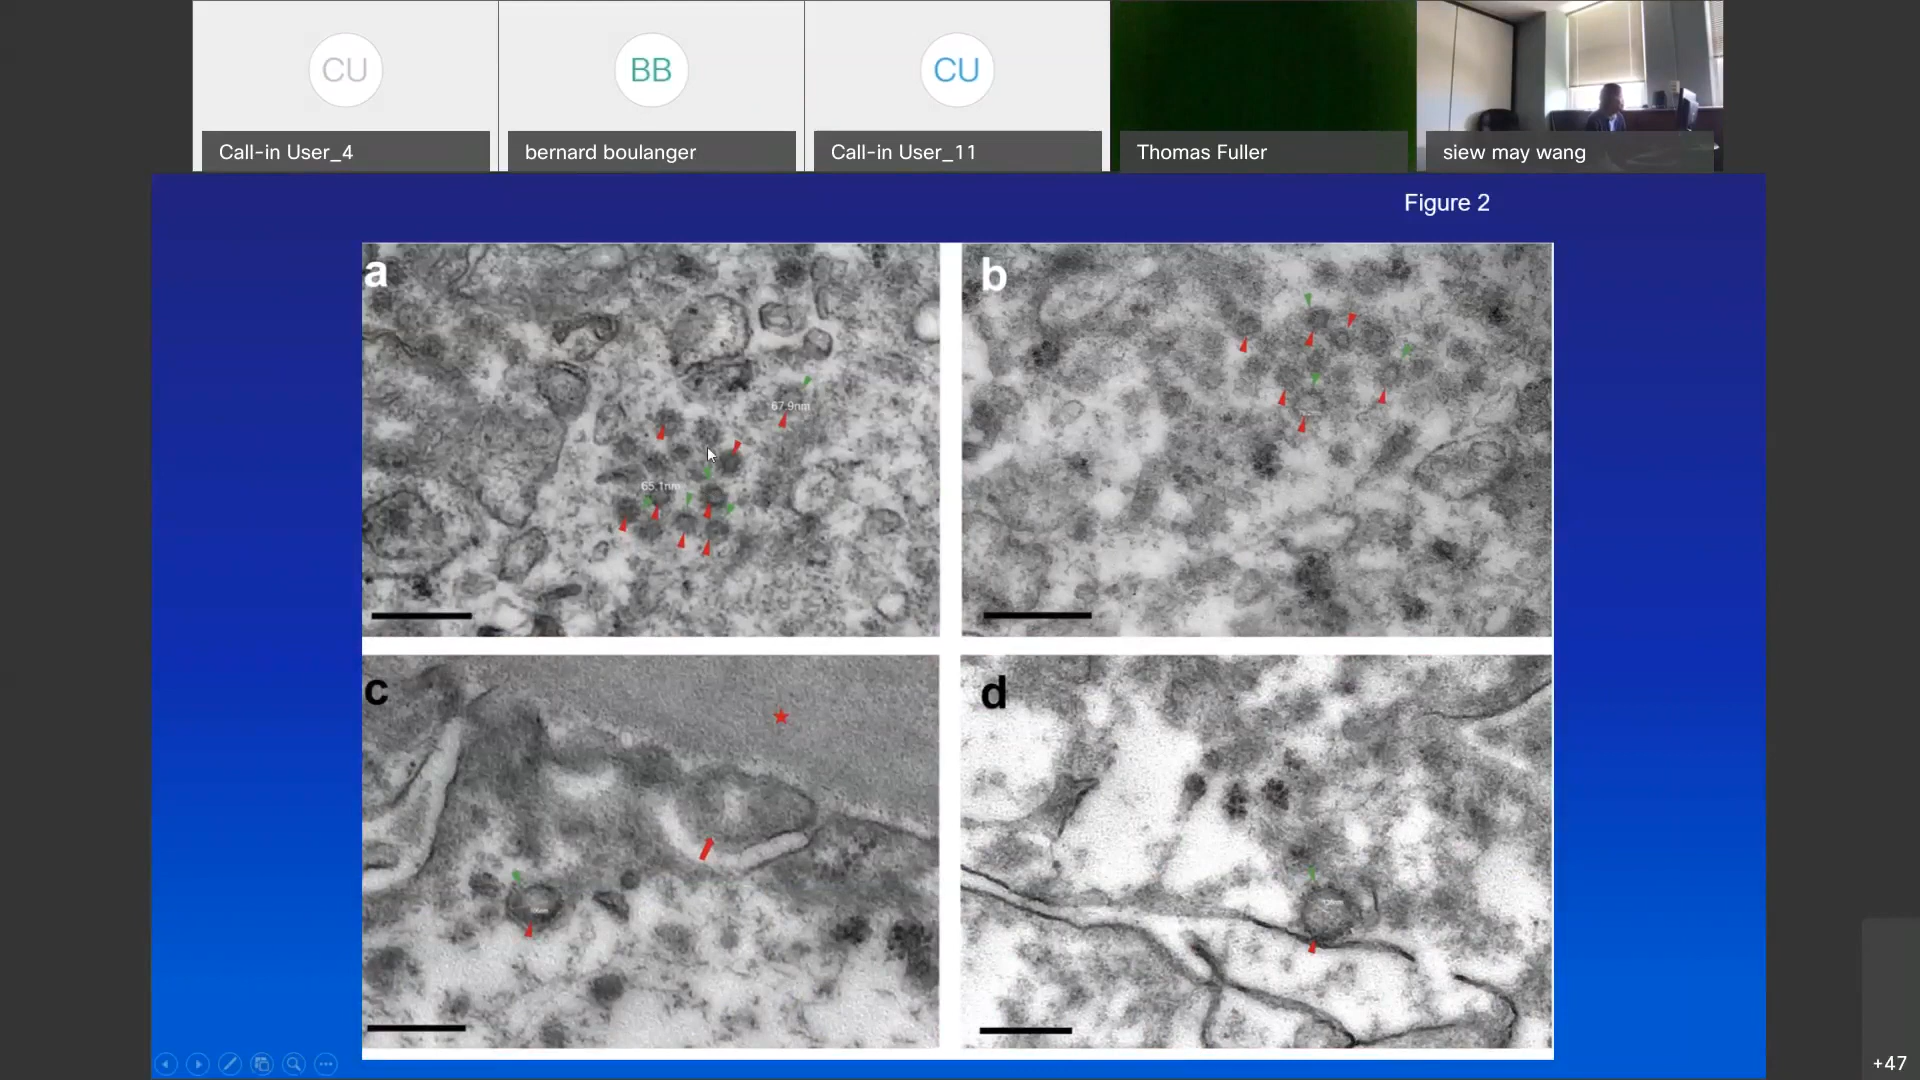 CU
BB
CU
Call-in User_4
bernard boulanger
Call-in User_11
Thomas Fuller
siew may wang
Figure 2
a
b
67.9nm
65.1nm
c
d
+47